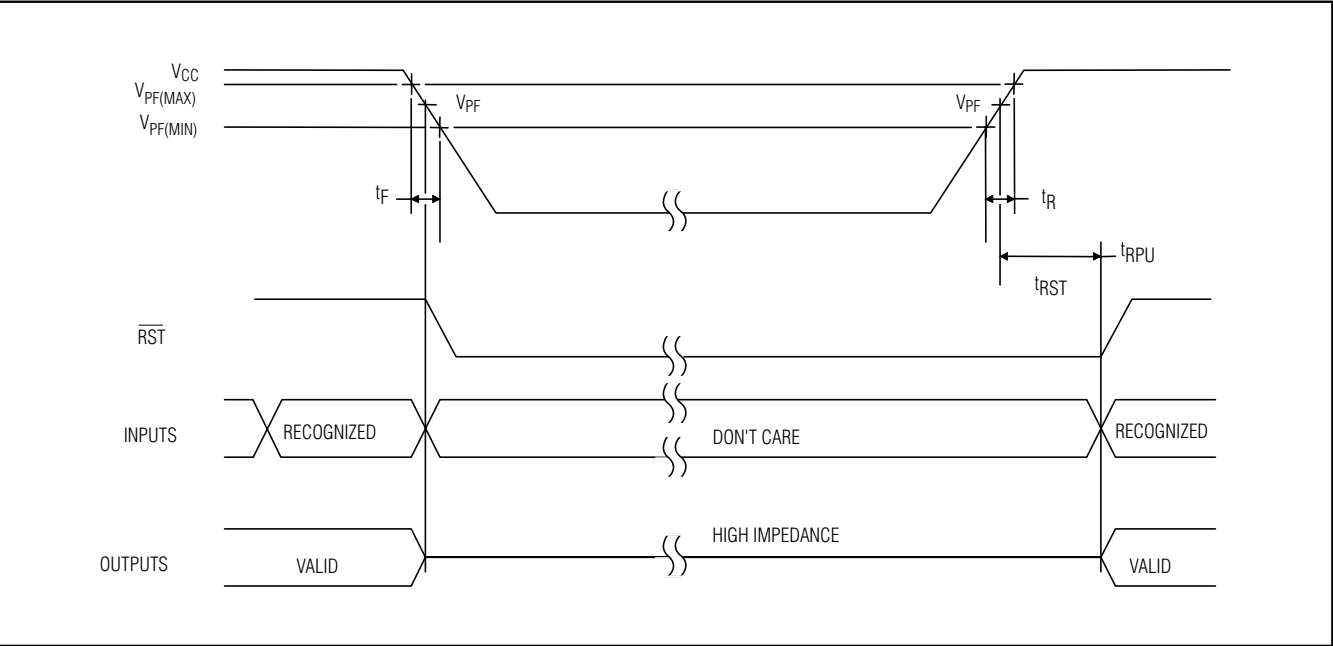 VCC
VPF(MAX)
VPF VPF
VPF(MIN)
tF tR
tRPU
tRST
RST
INPUTS RECOGNIZED DON'T CARE RECOGNIZED
HIGH IMPEDANCE
OUTPUTS VALID VALID